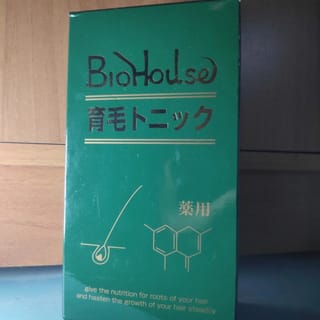 BioHouse
育毛トニック
薬用
give the nutrition for roots of your hair
and hasten the growth of your hair steadily